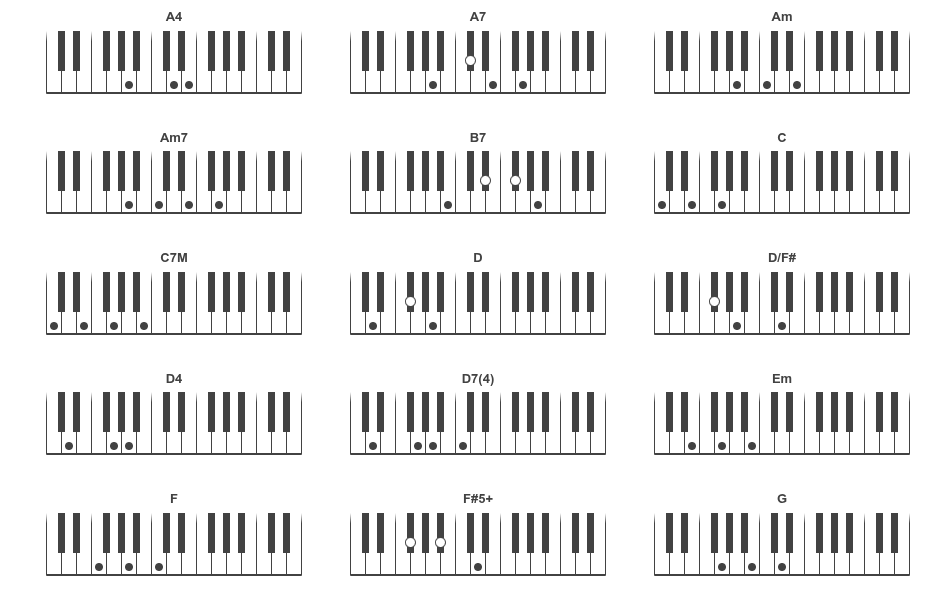 A4 A7 Am
Am7 B7 C
C7M D D/F#
D4 D7(4) Em
F F#5+ G